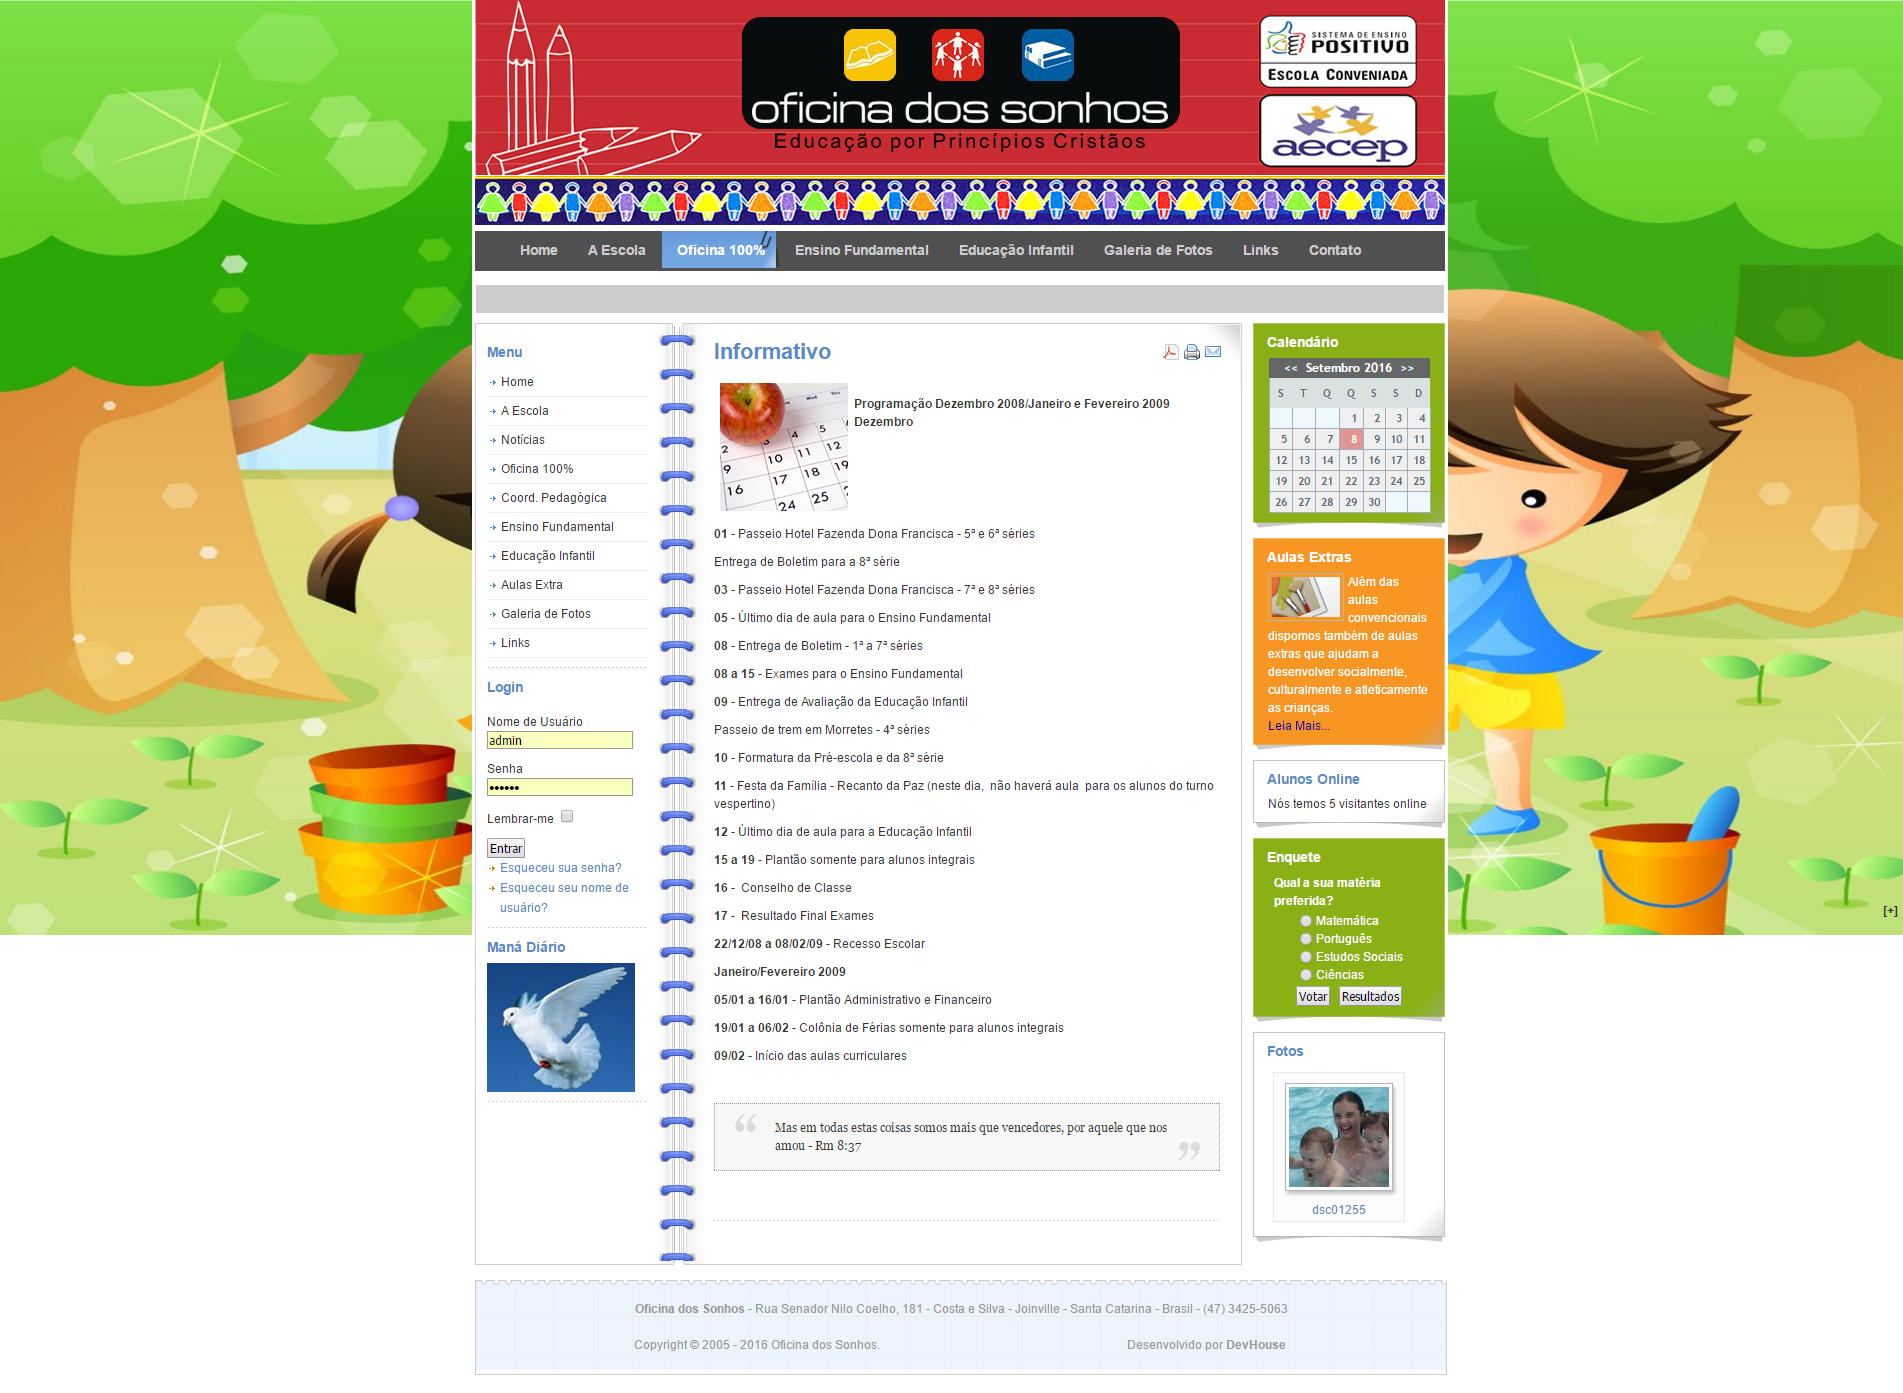 oficina dos sonhos
Educação por Princípios Cristãos
SISTEMA DE ENSINO
POSITIVO
ESCOLA CONVENIADA
aecep
Home A Escola Oficina 100% Ensino Fundamental Educação Infantil Galeria de Fotos Links Contato
Menu
Home
A Escola
Notícias
Oficina 100%
Coord. Pedagógica
Ensino Fundamental
Educação Infantil
Aulas Extra
Galeria de Fotos
Links
Login
Nome de Usuário
admin
Senha
••••••
Lembrar-me
Entrar
Esqueceu sua senha?
Esqueceu seu nome de
usuário?
Maná Diário
Informativo
Programação Dezembro 2008/Janeiro e Fevereiro 2009
Dezembro
01 - Passeio Hotel Fazenda Dona Francisca - 5ª e 6ª séries
Entrega de Boletim para a 8ª série
03 - Passeio Hotel Fazenda Dona Francisca - 7ª e 8ª séries
05 - Último dia de aula para o Ensino Fundamental
08 - Entrega de Boletim - 1ª a 7ª séries
08 a 15 - Exames para o Ensino Fundamental
09 - Entrega de Avaliação da Educação Infantil
Passeio de trem em Morretes - 4ª séries
10 - Formatura da Pré-escola e da 8ª série
11 - Festa da Família - Recanto da Paz (neste dia, não haverá aula para os alunos do turno
vespertino)
12 - Último dia de aula para a Educação Infantil
15 a 19 - Plantão somente para alunos integrais
16 - Conselho de Classe
17 - Resultado Final Exames
22/12/08 a 08/02/09 - Recesso Escolar
Janeiro/Fevereiro 2009
05/01 a 16/01 - Plantão Administrativo e Financeiro
19/01 a 06/02 - Colônia de Férias somente para alunos integrais
09/02 - Início das aulas curriculares
“ Mas em todas estas coisas somos mais que vencedores, por aquele que nos
amou - Rm 8:37 ”
Calendário
<< Setembro 2016 >>
S T Q Q S S D
1 2 3 4
5 6 7 8 9 10 11
12 13 14 15 16 17 18
19 20 21 22 23 24 25
26 27 28 29 30
Aulas Extras
Além das
aulas
convencionais
dispomos também de aulas
extras que ajudam a
desenvolver socialmente,
culturalmente e atleticamente
as crianças.
Leia Mais...
Alunos Online
Nós temos 5 visitantes online
Enquete
Qual a sua matéria
preferida?
Matemática
Português
Estudos Sociais
Ciências
Votar Resultados
Fotos
dsc01255
[+]
Oficina dos Sonhos - Rua Senador Nilo Coelho, 181 - Costa e Silva - Joinville - Santa Catarina - Brasil - (47) 3425-5063
Copyright © 2005 - 2016 Oficina dos Sonhos. Desenvolvido por DevHouse